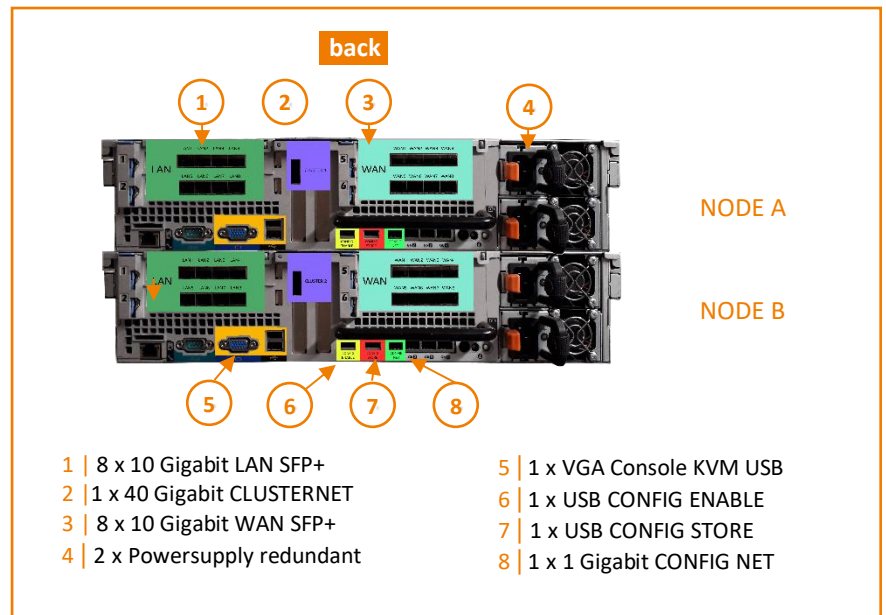 back
1
2
3
4
LAN
WAN
NODE A
LAN
CLUSTER2
WAN
NODE B
5
6
7
8
1 | 8 x 10 Gigabit LAN SFP+
2 | 1 x 40 Gigabit CLUSTERNET
3 | 8 x 10 Gigabit WAN SFP+
4 | 2 x Powersupply redundant
5 | 1 x VGA Console KVM USB
6 | 1 x USB CONFIG ENABLE
7 | 1 x USB CONFIG STORE
8 | 1 x 1 Gigabit CONFIG NET